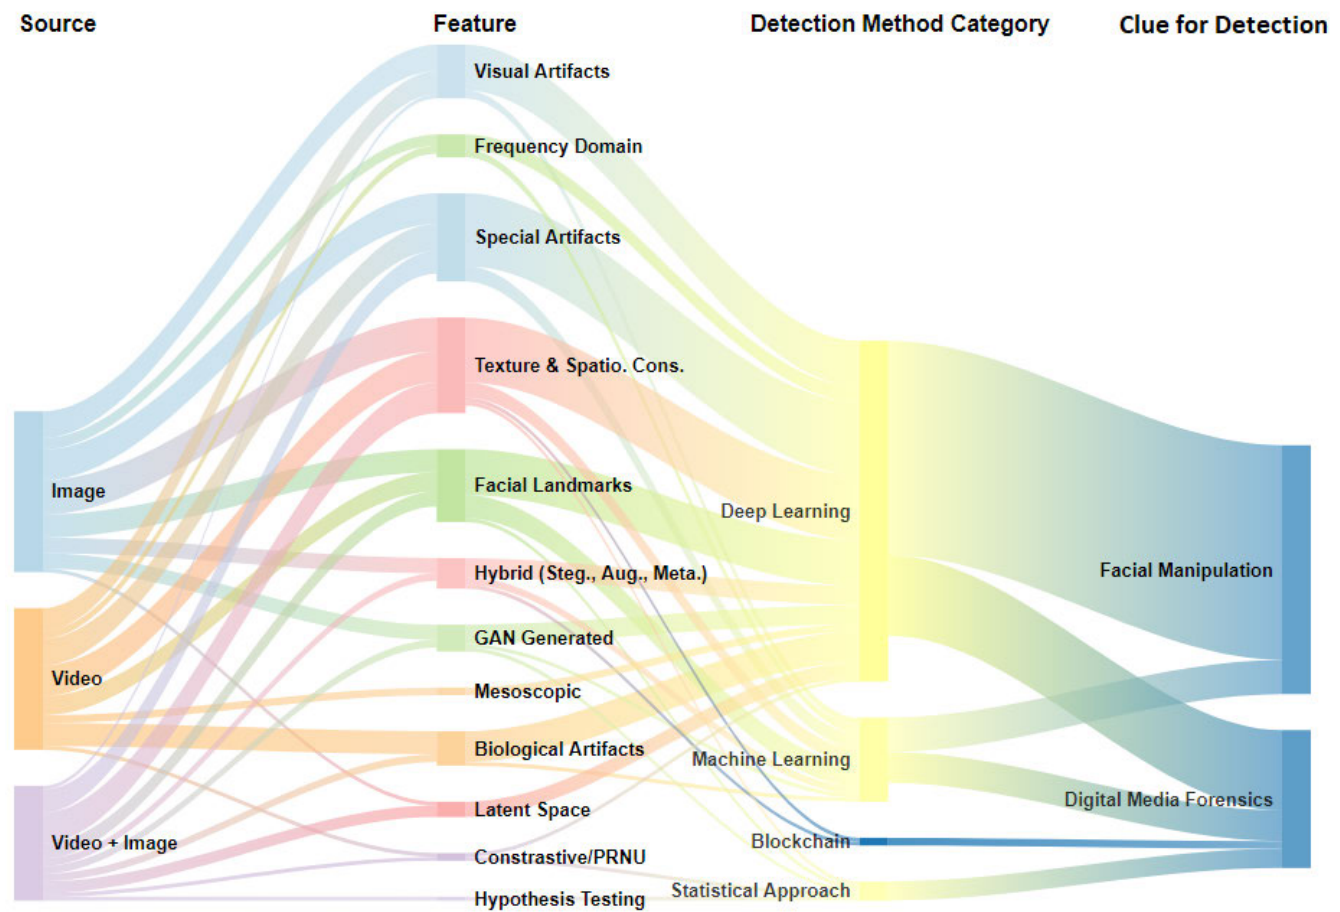 Source
Feature
Detection Method Category
Clue for Detection
Visual Artifacts
Frequency Domain
Special Artifacts
Texture & Spatio. Cons.
Image
Facial Landmarks
Deep Learning
Hybrid (Steg., Aug., Meta.)
Facial Manipulation
GAN Generated
Video
Mesoscopic
Biological Artifacts
Machine Learning
Latent Space
Digital Media Forensics
Video + Image
Blockchain
Constrastive/PRNU
Statistical Approach
Hypothesis Testing